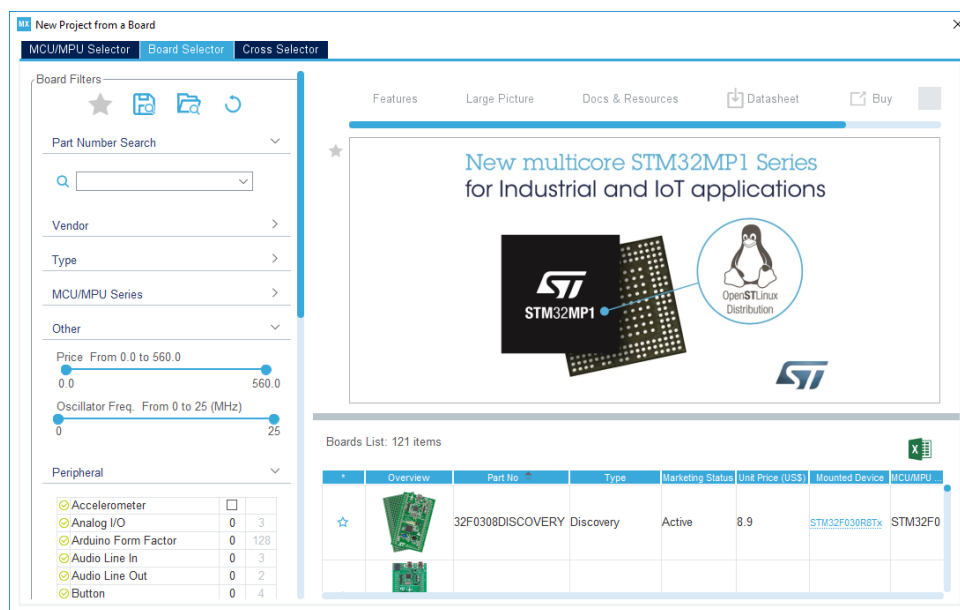 MX New Project from a Board
MCU/MPU Selector Board Selector Cross Selector
Board Filters
Part Number Search
Vendor
Type
MCU/MPU Series
Other
Price From 0.0 to 560.0
0.0 560.0
Oscillator Freq. From 0 to 25 (MHz)
0 25
Peripheral
Accelerometer
Analog I/O 0 3
Arduino Form Factor 0 128
Audio Line In 0 3
Audio Line Out 0 2
Button 0 4
Features Large Picture Docs & Resources Datasheet Buy
New multicore STM32MP1 Series
for Industrial and IoT applications
ST
STM32MP1
OpenSTLinux
Distribution
ST
Boards List: 121 items
* Overview Part No Type Marketing Status Unit Price (US$) Mounted Device MCU/MPU ...
32F0308DISCOVERY Discovery Active 8.9 STM32F030R8Tx STM32F0